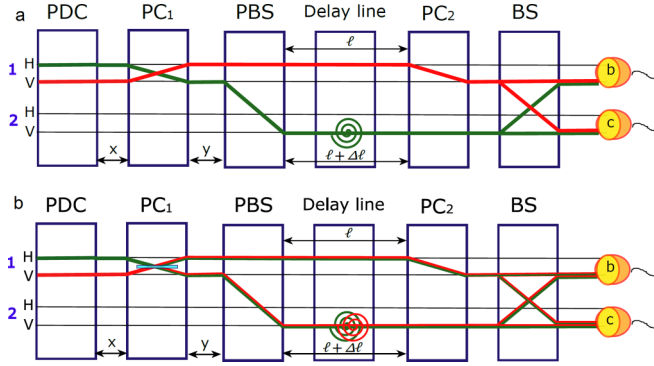 a
PDC PC₁ PBS Delay line PC₂ BS
ℓ
1 H
V
b
2 H
V
c
x y ℓ + Δℓ
b
PDC PC₁ PBS Delay line PC₂ BS
ℓ
1 H
V
b
2 H
V
c
x y ℓ + Δℓ